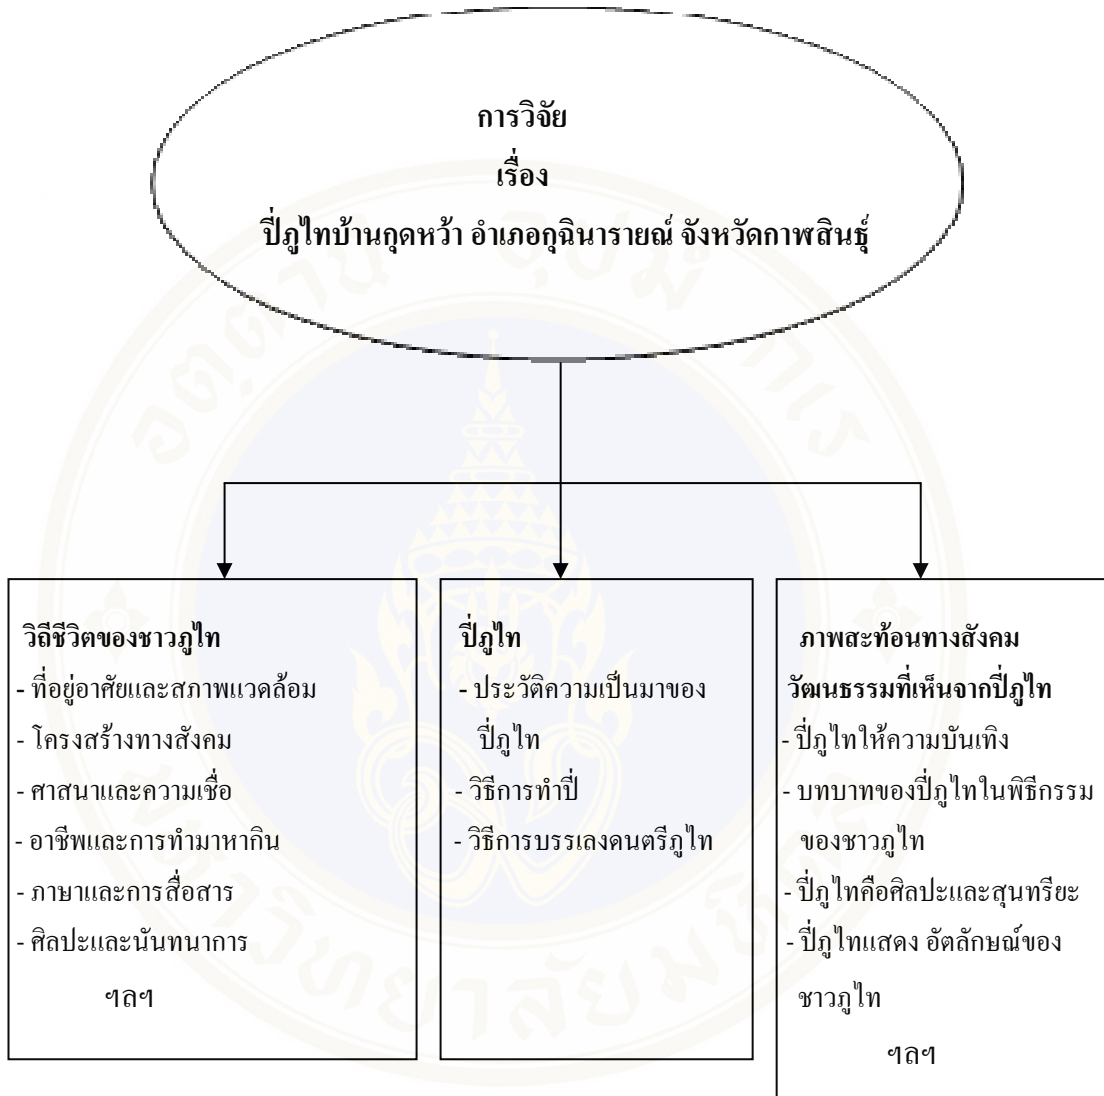 การวิจัย
เรื่อง
ปี่ภูไทบ้านกุดหว้า อำเภอกุฉินารายณ์ จังหวัดกาฬสินธุ์
วิถีชีวิตของชาวภูไท
- ที่อยู่อาศัยและสภาพแวดล้อม
- โครงสร้างทางสังคม
- ศาสนาและความเชื่อ
- อาชีพและการทำมาหากิน
- ภาษาและการสื่อสาร
- ศิลปะและนันทนาการ
ฯลฯ
ปี่ภูไท
- ประวัติความเป็นมาของ
ปี่ภูไท
- วิธีการทำปี่
- วิธีการบรรเลงดนตรีภูไท
ภาพสะท้อนทางสังคม
วัฒนธรรมที่เห็นจากปี่ภูไท
- ปี่ภูไทให้ความบันเทิง
- บทบาทของปี่ภูไทในพิธีกรรม
ของชาวภูไท
- ปี่ภูไทคือศิลปะและสุนทรียะ
- ปี่ภูไทแสดง อัตลักษณ์ของ
ชาวภูไท
ฯลฯ